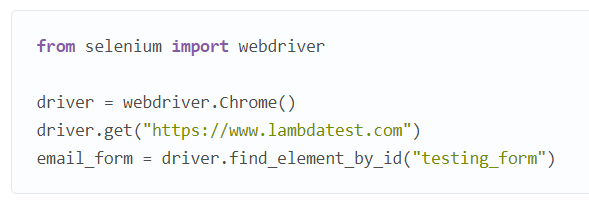 from selenium import webdriver
driver = webdriver.Chrome()
driver.get("https://www.lambdatest.com")
email_form = driver.find_element_by_id("testing_form")